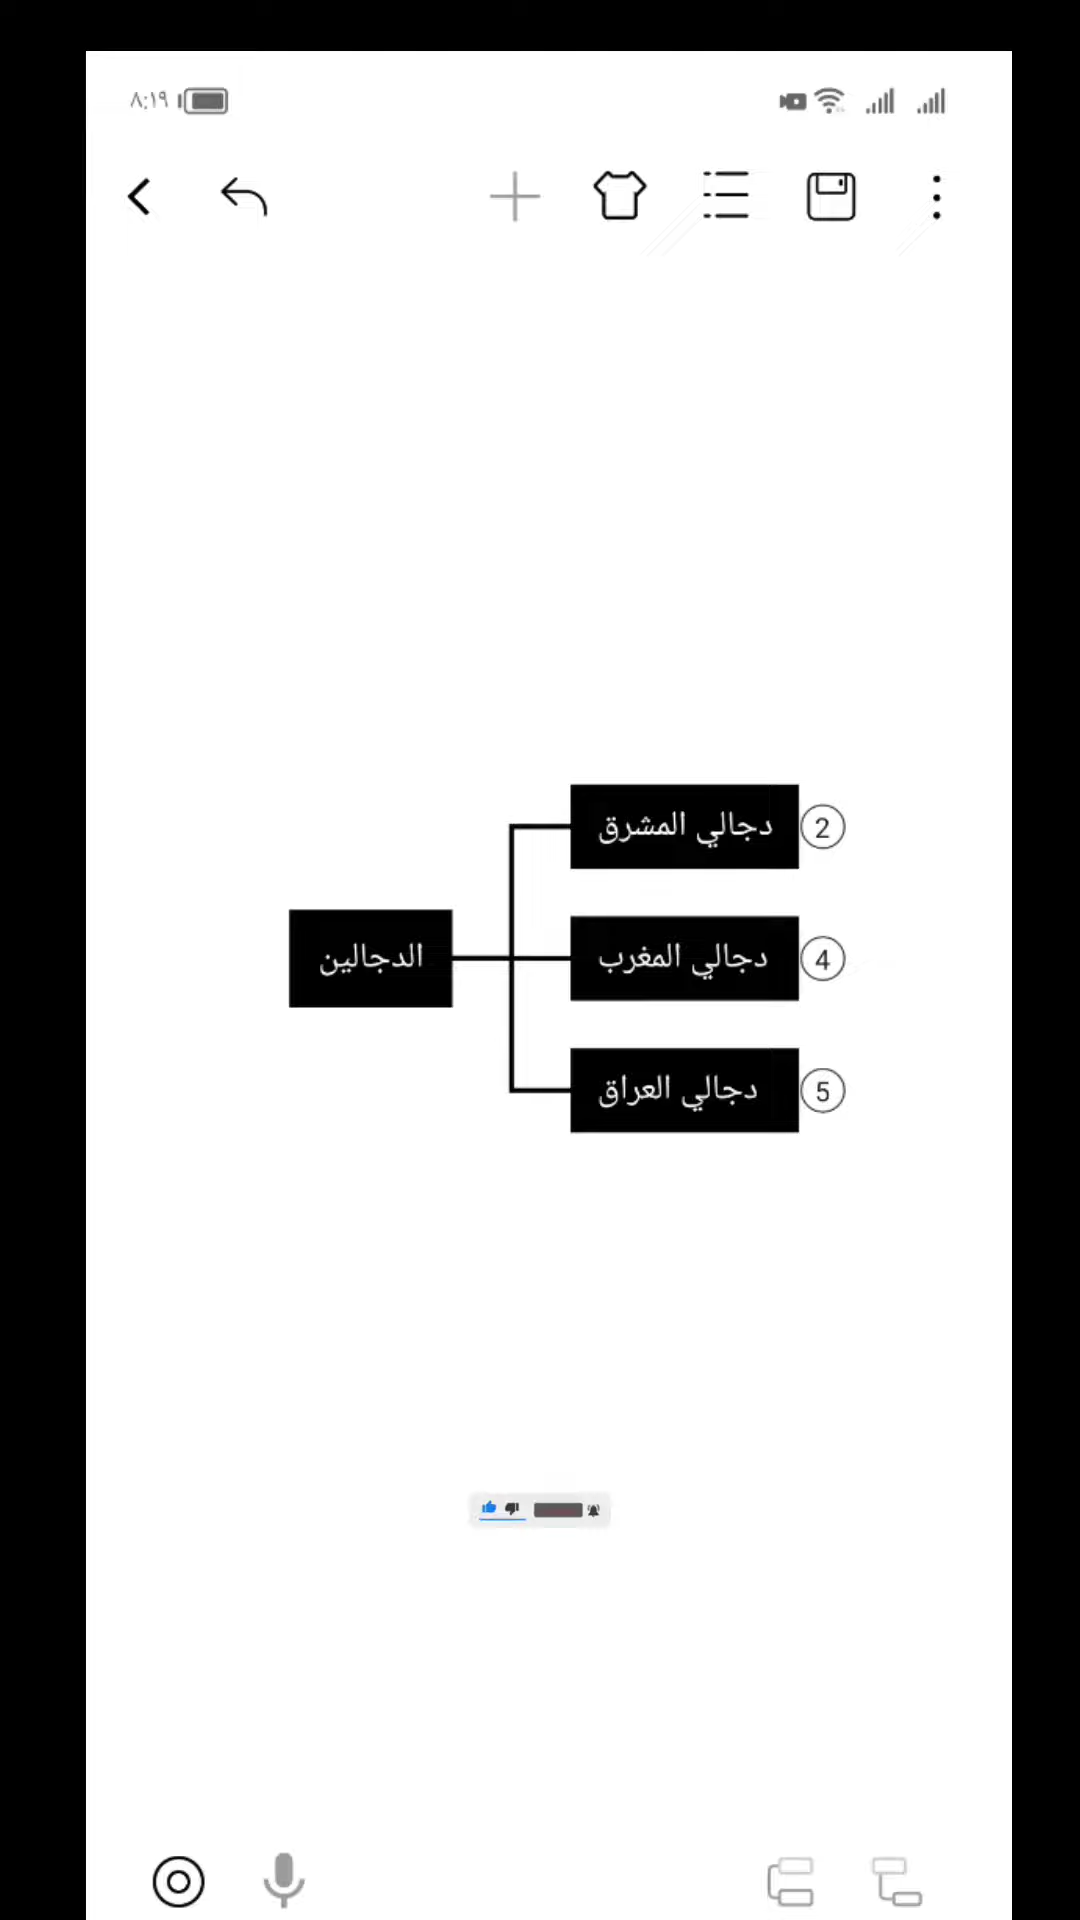 ٨:١٩
دجالي المشرق
2
الدجالين
دجالي المغرب
4
دجالي العراق
5